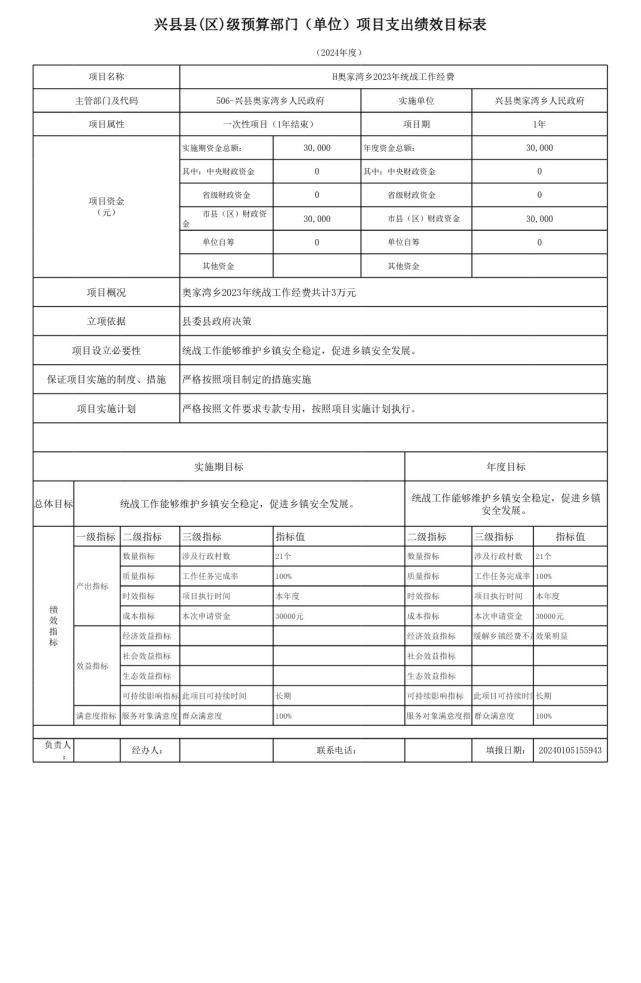 兴县县(区)级预算部门（单位）项目支出绩效目标表
（2024年度）
项目名称 H奥家湾乡2023年统战工作经费
主管部门及代码 506-兴县奥家湾乡人民政府 实施单位 兴县奥家湾乡人民政府
项目属性 一次性项目（1年结束） 项目期 1年
项目资金
（元）
实施期资金总额： 30,000 年度资金总额： 30,000
其中：中央财政资金 0 其中：中央财政资金 0
省级财政资金 0 省级财政资金 0
市县（区）财政资
金 30,000 市县（区）财政资金 30,000
单位自筹 0 单位自筹 0
其他资金 其他资金
项目概况 奥家湾乡2023年统战工作经费共计3万元
立项依据 县委县政府决策
项目设立必要性 统战工作能够维护乡镇安全稳定，促进乡镇安全发展。
保证项目实施的制度、措施 严格按照项目制定的措施实施
项目实施计划 严格按照文件要求专款专用，按照项目实施计划执行。
实施期目标 年度目标
总体目标 统战工作能够维护乡镇安全稳定，促进乡镇安全发展。 统战工作能够维护乡镇安全稳定，促进乡镇
安全发展。
绩效指标
一级指标 二级指标 三级指标 指标值 二级指标 三级指标 指标值
产出指标
数量指标 涉及行政村数 21个 数量指标 涉及行政村数 21个
质量指标 工作任务完成率 100% 质量指标 工作任务完成率 100%
时效指标 项目执行时间 本年度 时效指标 项目执行时间 本年度
成本指标 本次申请资金 30000元 成本指标 本次申请资金 30000元
效益指标
经济效益指标 经济效益指标 缓解乡镇经费不 效果明显
社会效益指标 社会效益指标
生态效益指标 生态效益指标
可持续影响指标 此项目可持续时间 长期 可持续影响指标 此项目可持续时 长期
满意度指标 服务对象满意度 群众满意度 100% 服务对象满意度指 群众满意度 100%
负责人
： 经办人： 联系电话： 填报日期： 20240105155943